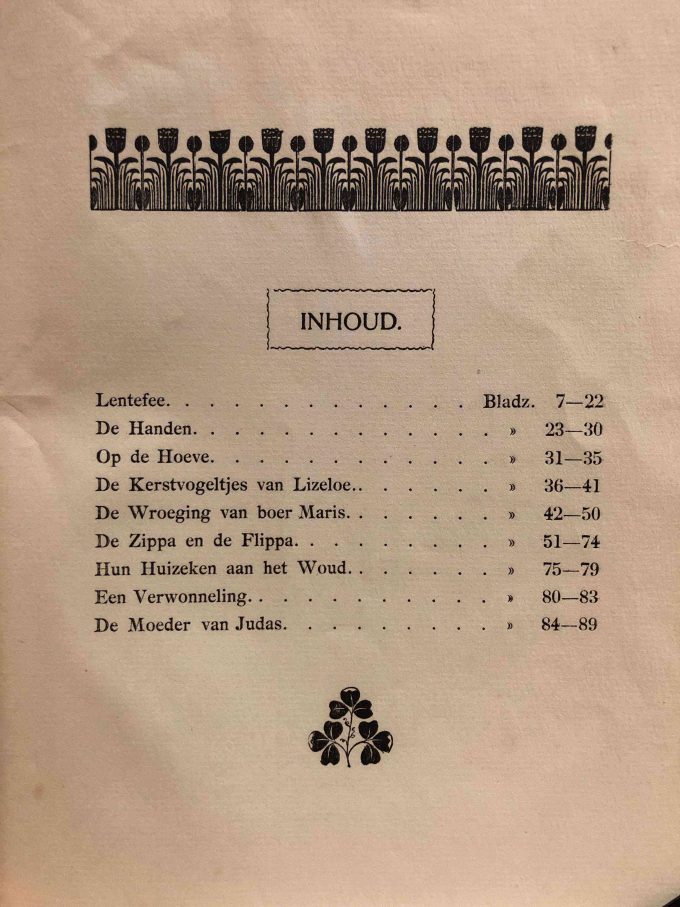 INHOUD.
Lentefee. . . . . . . . . . . . Bladz. 7—22
De Handen. . . . . . . . . . . . » 23—30
Op de Hoeve. . . . . . . . . . . » 31—35
De Kerstvogeltjes van Lizeloe.. . . . . . » 36—41
De Wroeging van boer Maris. . . . . . . » 42—50
De Zippa en de Flippa. . . . . . . . » 51—74
Hun Huizeken aan het Woud. . . . . . . » 75—79
Een Verwonneling. . . . . . . . . . » 80—83
De Moeder van Judas. . . . . . . . » 84—89